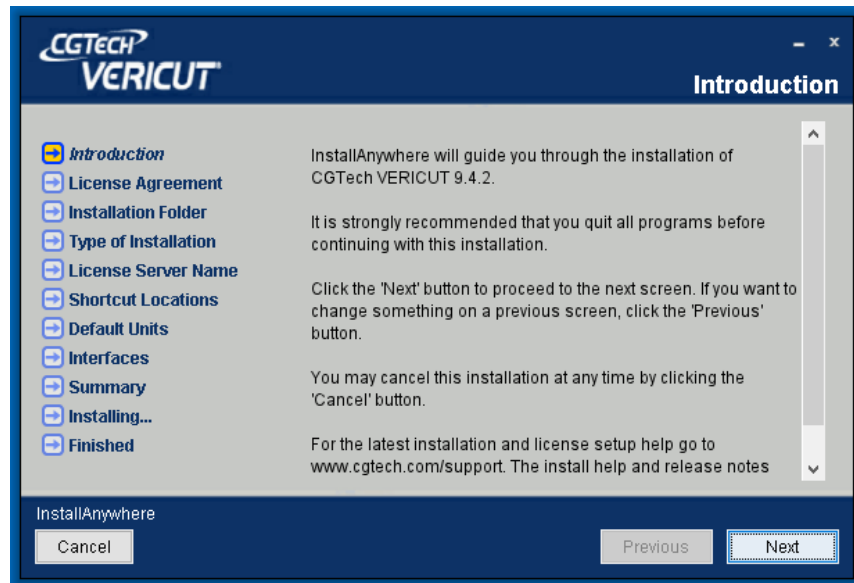 CGTECH
VERICUT
Introduction
Introduction
License Agreement
Installation Folder
Type of Installation
License Server Name
Shortcut Locations
Default Units
Interfaces
Summary
Installing...
Finished
InstallAnywhere will guide you through the installation of
CGTech VERICUT 9.4.2.
It is strongly recommended that you quit all programs before
continuing with this installation.
Click the 'Next' button to proceed to the next screen. If you want to
change something on a previous screen, click the 'Previous'
button.
You may cancel this installation at any time by clicking the
'Cancel' button.
For the latest installation and license setup help go to
www.cgtech.com/support. The install help and release notes
InstallAnywhere
Cancel
Previous
Next